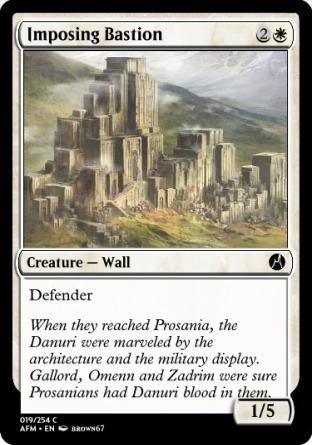 Imposing Bastion 2
Creature — Wall
Defender
When they reached Prosania, the
Danuri were marveled by the
architecture and the military display.
Gallord, Omenn and Zadrim were sure
Prosanians had Danuri blood in them.
1/5
019/254 C
AFM • EN BROWN67